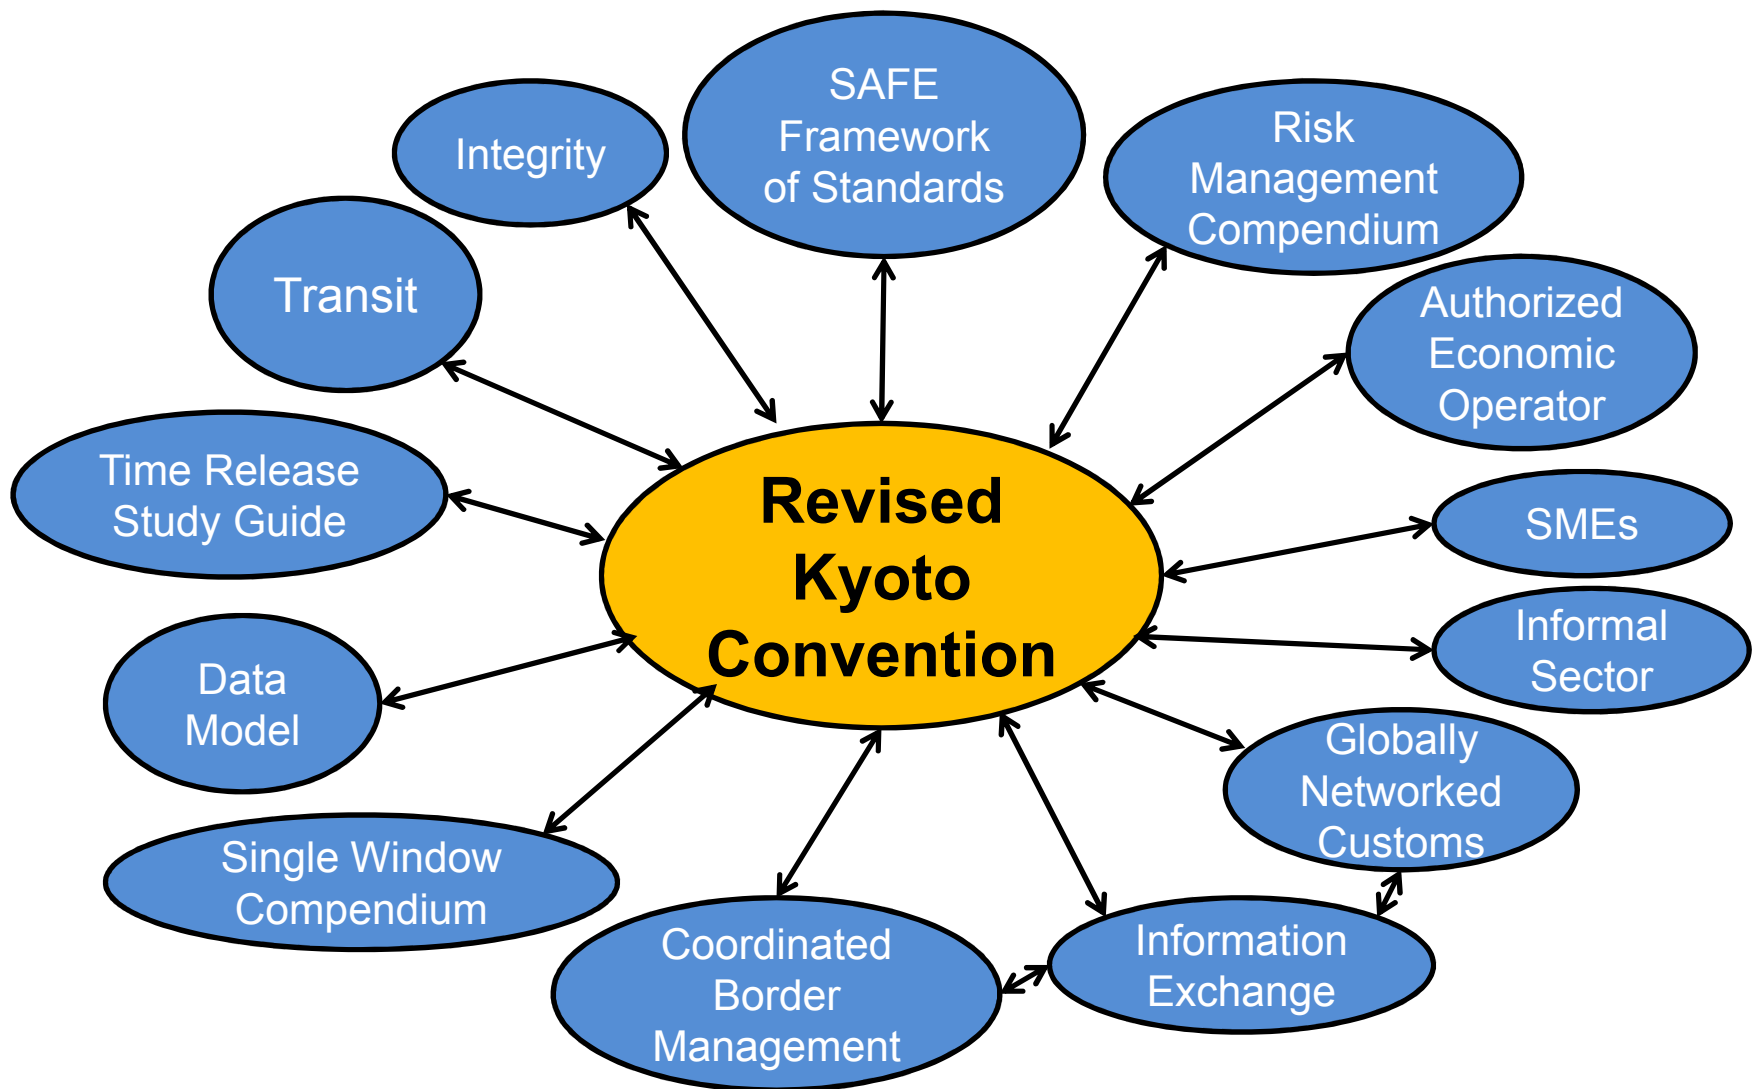 SAFE
Framework
of Standards
Integrity
Risk
Management
Compendium
Transit
Authorized
Economic
Operator
Time Release
Study Guide
Revised
Kyoto
Convention
SMEs
Informal
Sector
Data
Model
Globally
Networked
Customs
Single Window
Compendium
Coordinated
Border
Management
Information
Exchange